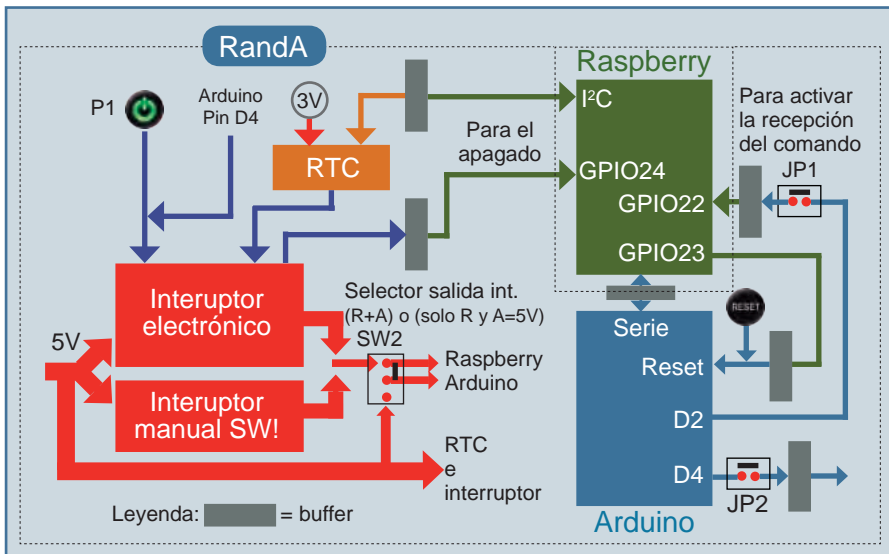 RandA
Raspberry
P1
Arduino
Pin D4
3V
RTC
Para el
apagado
I²C
GPIO24
GPIO22
GPIO23
Para activar
la recepción
del comando
JP1
Interuptor
electrónico
5V
Interuptor
manual SW!
Selector salida int.
(R+A) o (solo R y A=5V)
SW2
Raspberry
Arduino
RTC
e
interruptor
Serie
RESET
Reset
D2
D4
JP2
Arduino
Leyenda: = buffer